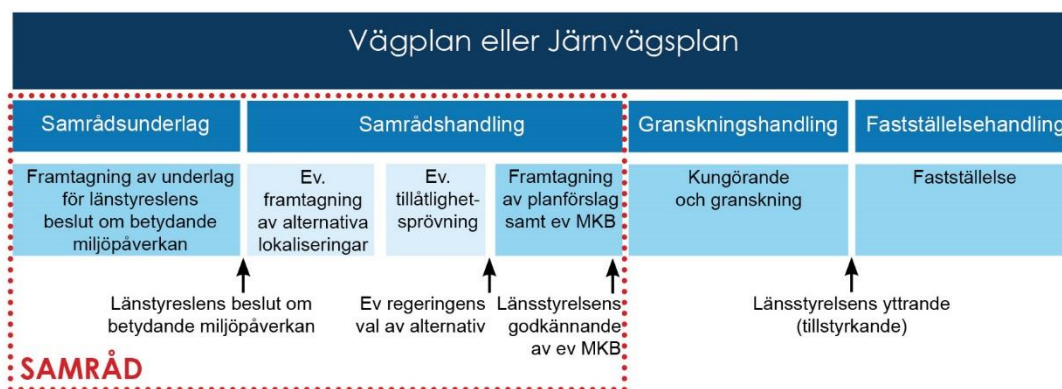 Vägplan eller Järnvägsplan
Samrådsunderlag
Samrådshandling
Granskningshandling
Fastställelsehandling
Framtagning av underlag
för länstyreslens
beslut om betydande
miljöpåverkan
Ev.
framtagning
av alternativa
lokaliseringar
Ev.
tillåtlighet-
sprövning
Framtagning
av planförslag
samt ev MKB
Kungörande
och granskning
Fastställelse
Länstyreslens beslut om
betydande miljöpåverkan
Ev regeringens
val av alternativ
Länsstyrelsens
godkännande
av ev MKB
Länsstyrelsens yttrande
(tillstyrkande)
SAMRÅD